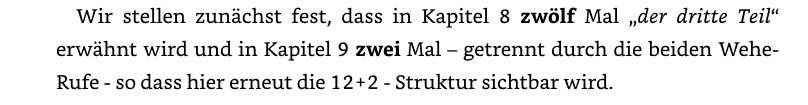 Wir stellen zunächst fest, dass in Kapitel 8 zwölf Mal „der dritte Teil“
erwähnt wird und in Kapitel 9 zwei Mal – getrennt durch die beiden Wehe-
Rufe - so dass hier erneut die 12+2 - Struktur sichtbar wird.